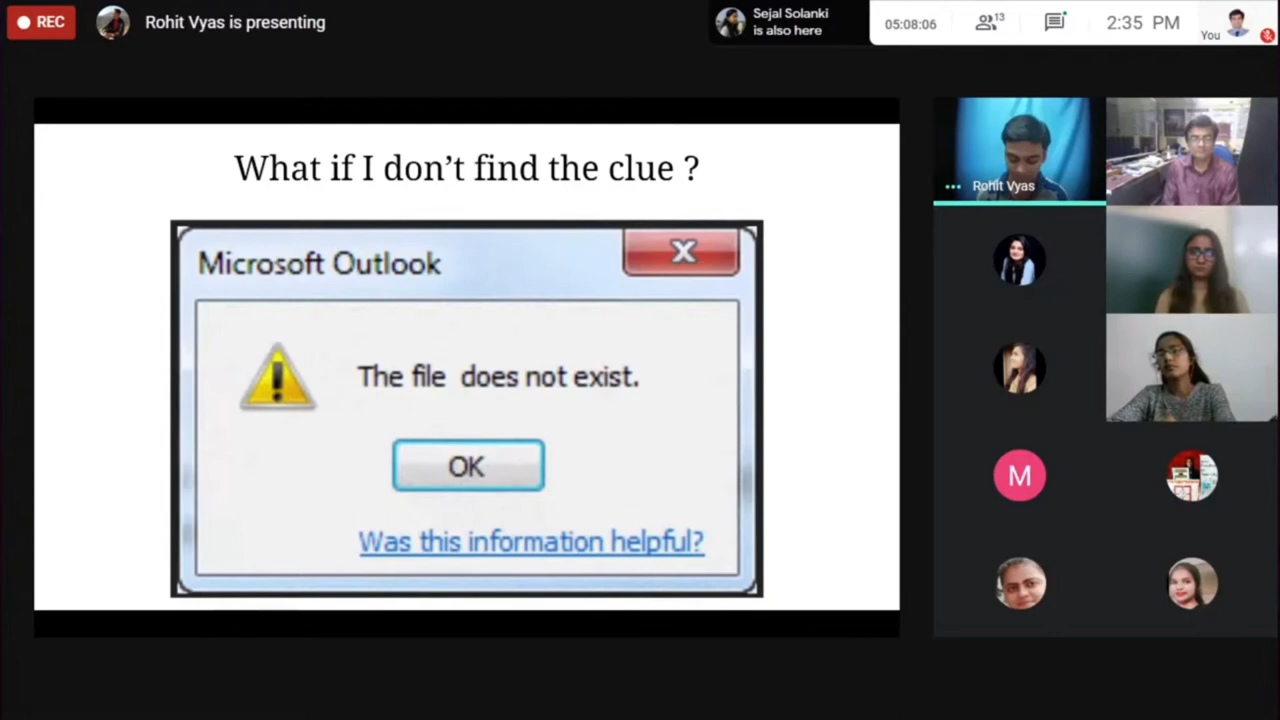 REC
Rohit Vyas is presenting
Sejal Solanki
is also here
05:08:06
13
2:35 PM
You
What if I don’t find the clue ?
Microsoft Outlook
The file does not exist.
OK
Was this information helpful?
Rohit Vyas
M